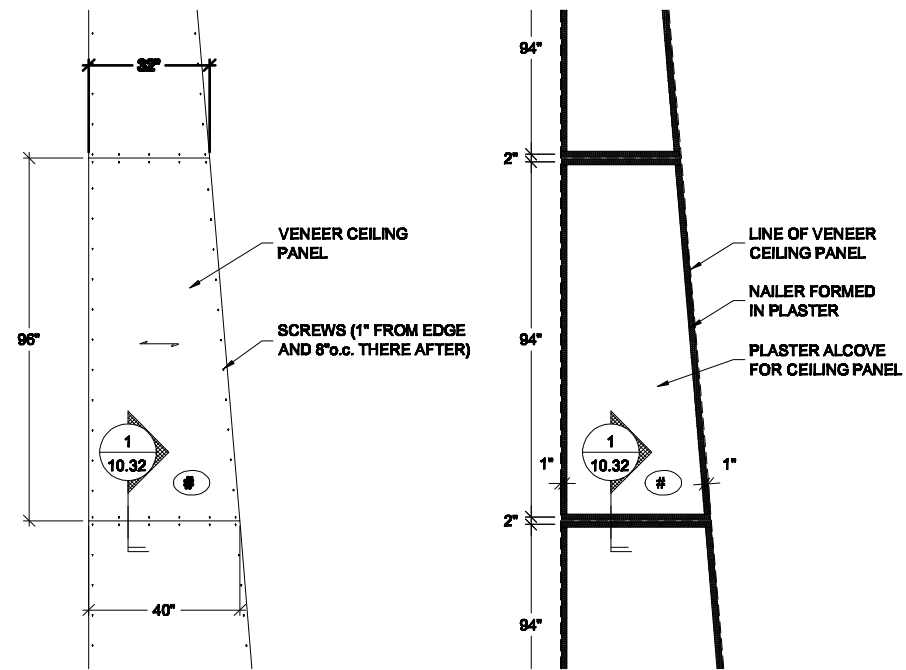 32"
VENEER CEILING
PANEL
96"
SCREWS (1" FROM EDGE
AND 8"o.c. THERE AFTER)
1
10.32
#
40"
94"
2"
LINE OF VENEER
CEILING PANEL
NAILER FORMED
IN PLASTER
94"
PLASTER ALCOVE
FOR CEILING PANEL
1
10.32
1"
#
1"
2"
94"